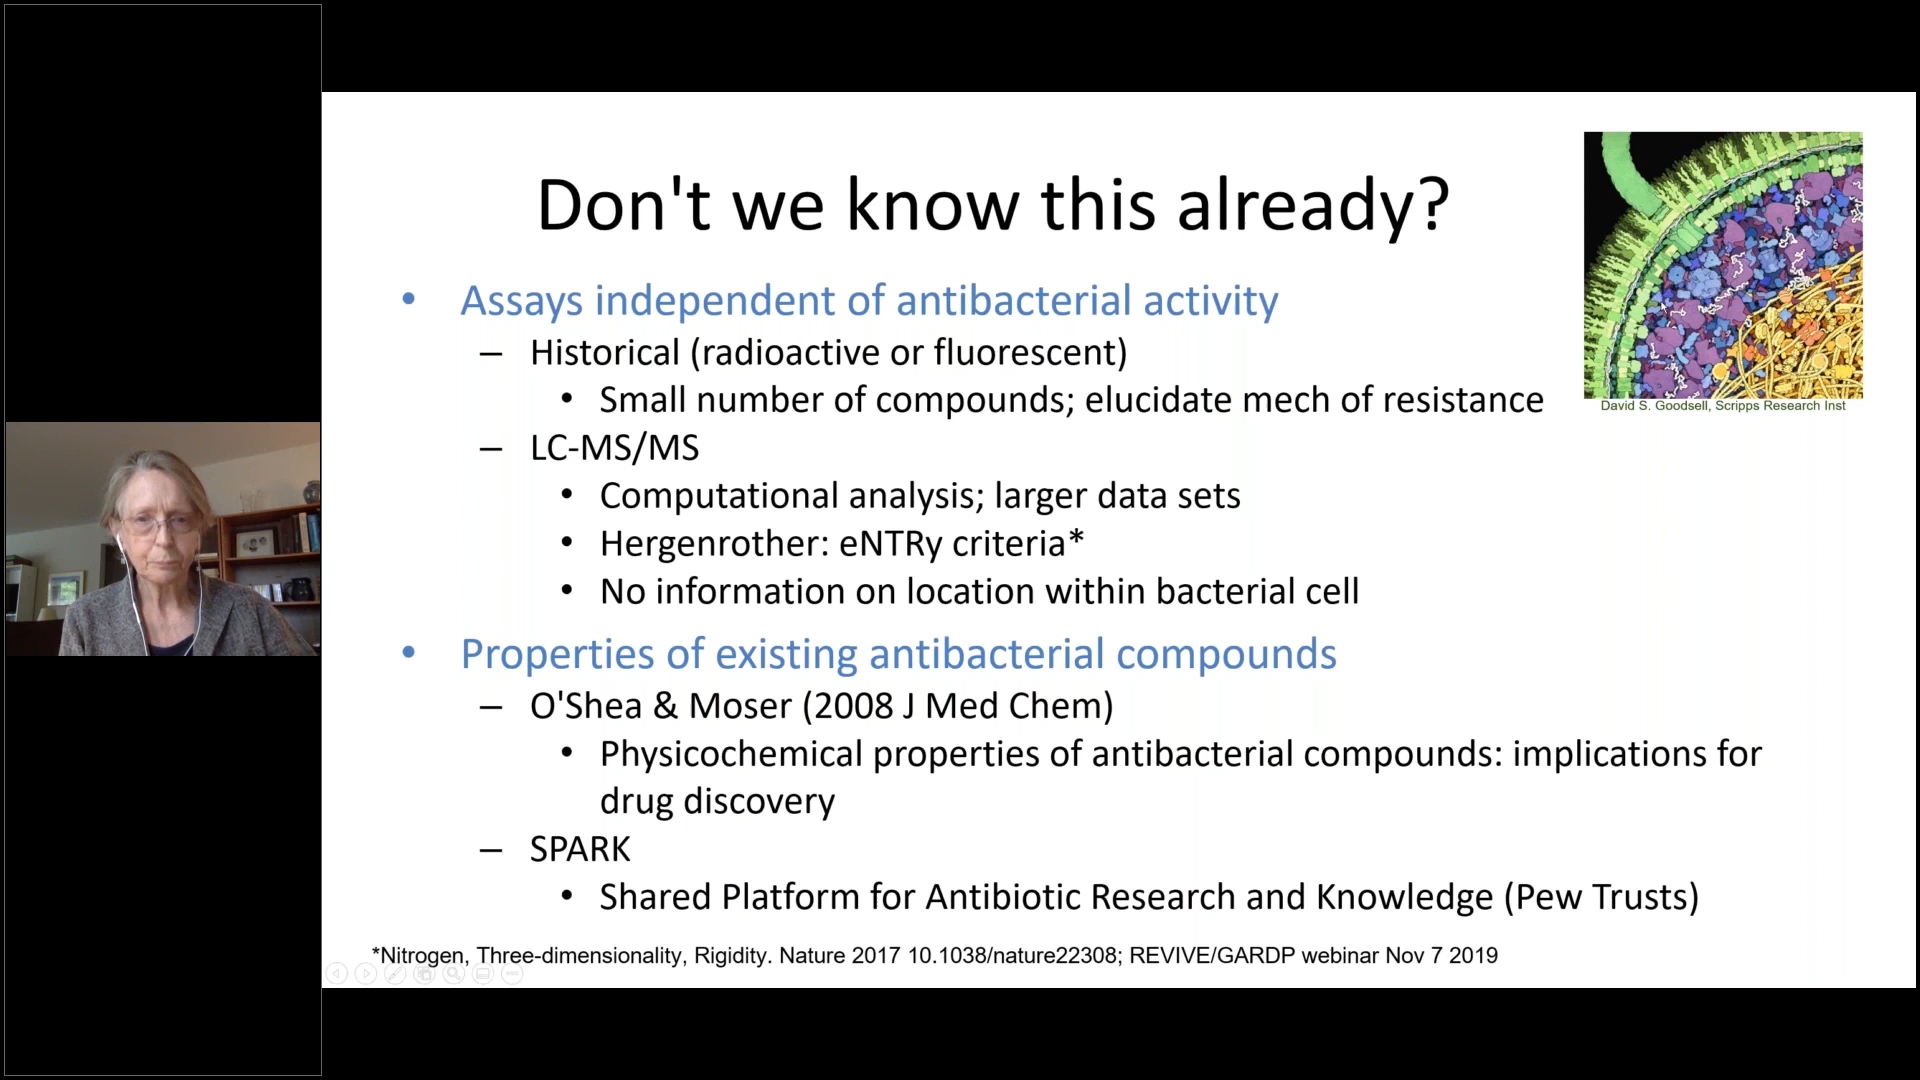 Don't we know this already?
David S. Goodsell, Scripps Research Inst
• Assays independent of antibacterial activity
– Historical (radioactive or fluorescent)
• Small number of compounds; elucidate mech of resistance
– LC-MS/MS
• Computational analysis; larger data sets
• Hergenrother: eNTRy criteria*
• No information on location within bacterial cell
• Properties of existing antibacterial compounds
– O'Shea & Moser (2008 J Med Chem)
• Physicochemical properties of antibacterial compounds: implications for
drug discovery
– SPARK
• Shared Platform for Antibiotic Research and Knowledge (Pew Trusts)
*Nitrogen, Three-dimensionality, Rigidity. Nature 2017 10.1038/nature22308; REVIVE/GARDP webinar Nov 7 2019